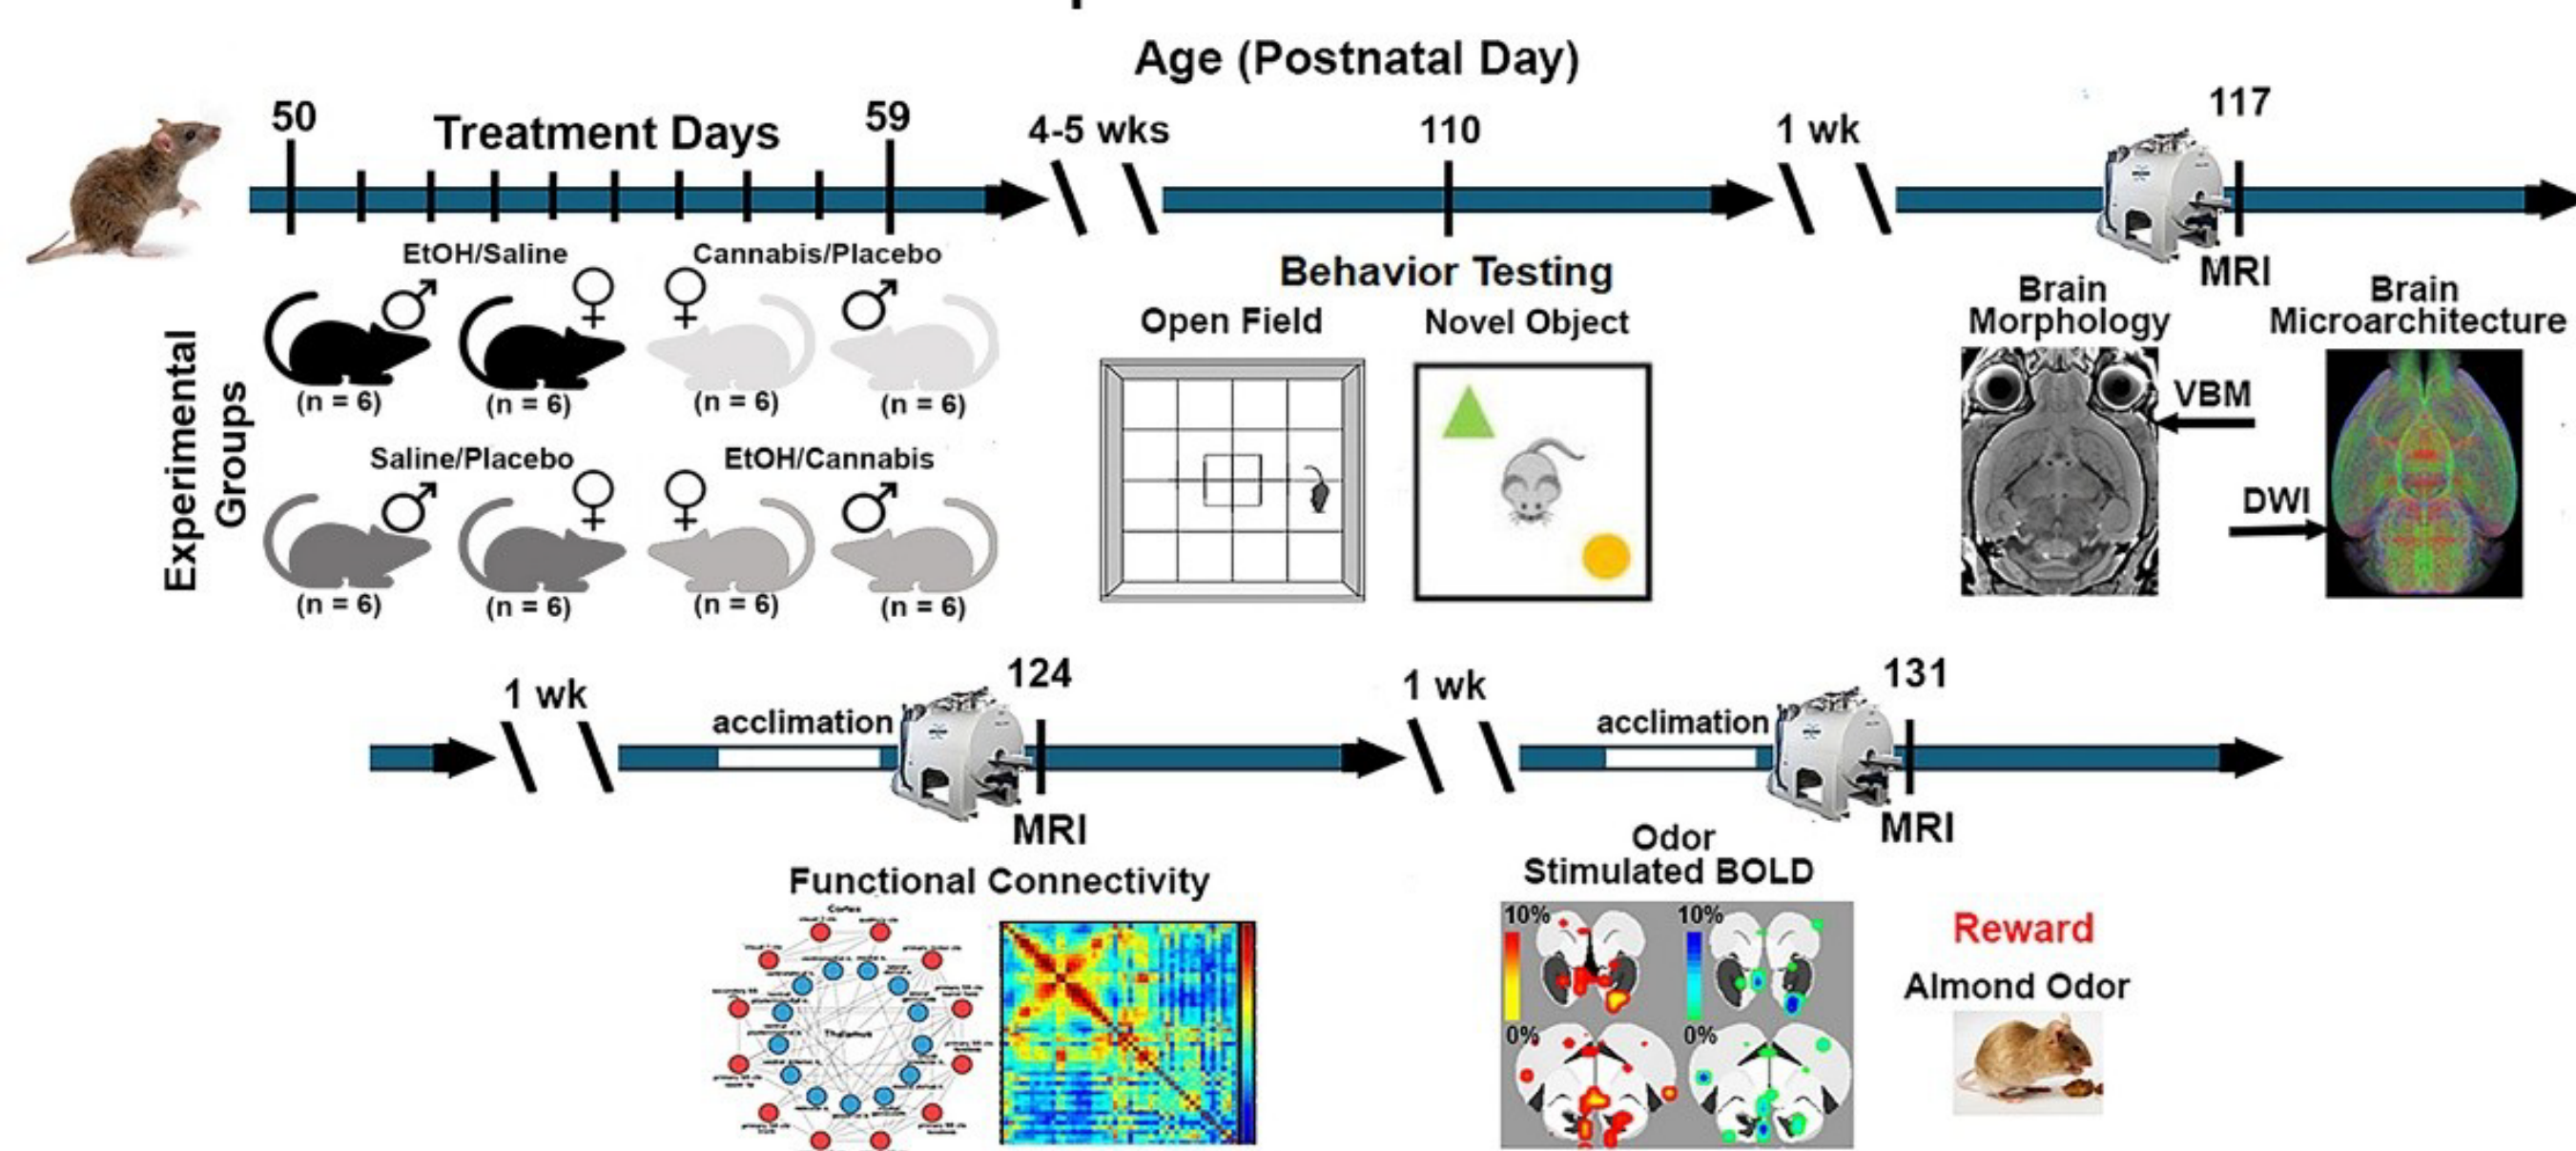 Age (Postnatal Day)
50
Treatment Days
59
4-5 wks
110
1 wk
117
MRI
Experimental
Groups
EtOH/Saline
Cannabis/Placebo
(n = 6)
(n = 6)
(n = 6)
(n = 6)
Saline/Placebo
EtOH/Cannabis
(n = 6)
(n = 6)
(n = 6)
(n = 6)
Behavior Testing
Open Field
Novel Object
Brain
Morphology
Brain
Microarchitecture
VBM
DWI
1 wk
acclimation
124
MRI
1 wk
acclimation
131
MRI
Functional Connectivity
Cortex
Thalamus
Odor
Stimulated BOLD
10%
10%
0%
0%
Reward
Almond Odor